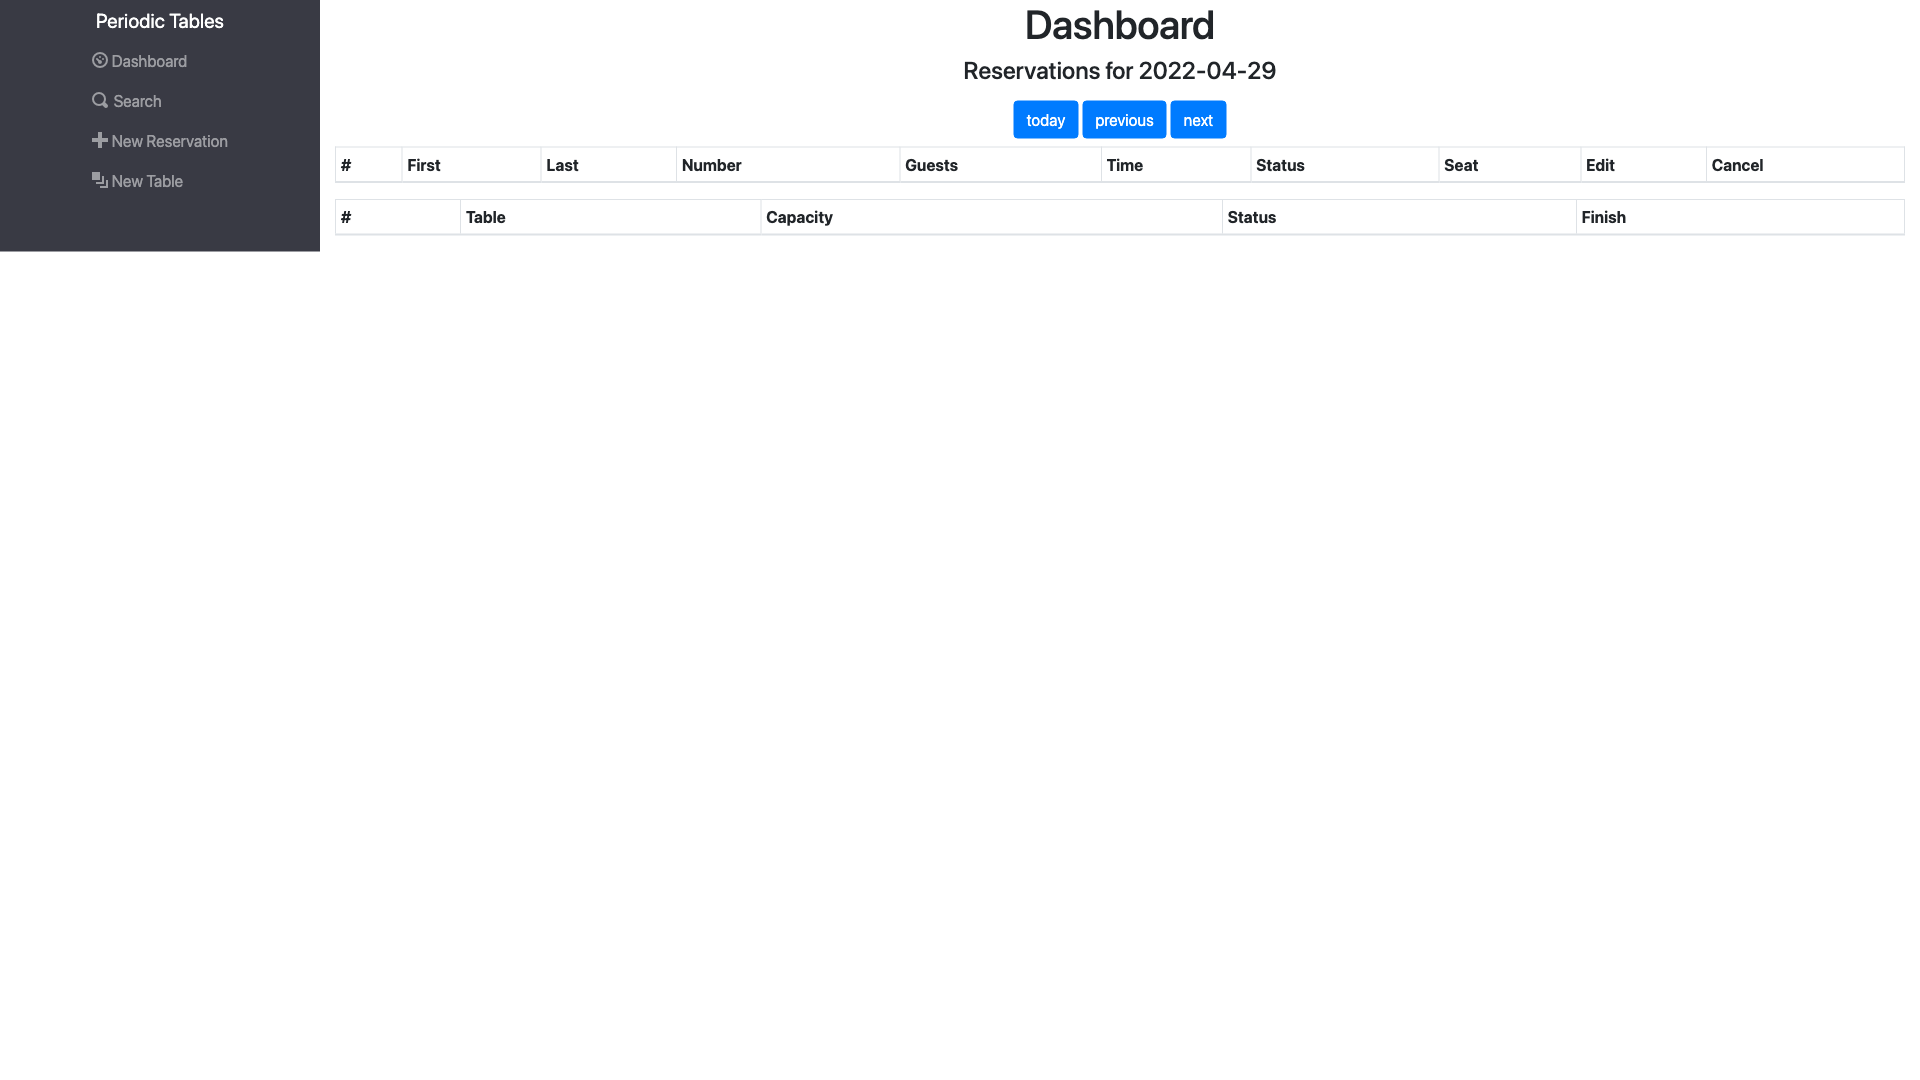 Periodic Tables
Dashboard
Search
New Reservation
New Table
Dashboard
Reservations for 2022-04-29
today previous next
# First Last Number Guests Time Status Seat Edit Cancel
# Table Capacity Status Finish